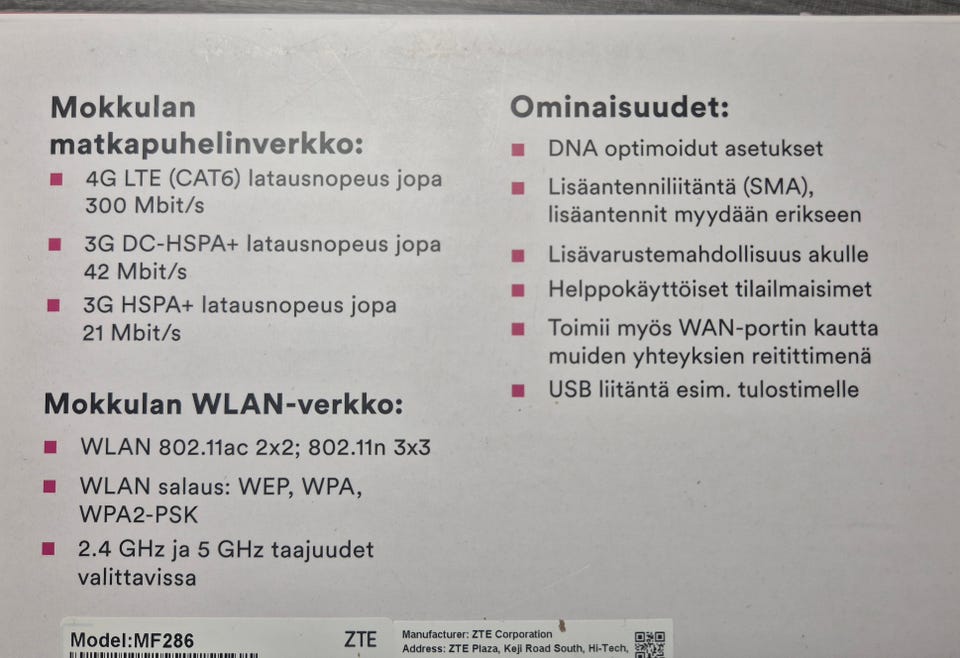 Mokkulan
matkapuhelinverkko:
4G LTE (CAT6) latausnopeus jopa
300 Mbit/s
3G DC-HSPA+ latausnopeus jopa
42 Mbit/s
3G HSPA+ latausnopeus jopa
21 Mbit/s
Mokkulan WLAN-verkko:
WLAN 802.11ac 2x2; 802.11n 3x3
WLAN salaus: WEP, WPA,
WPA2-PSK
2.4 GHz ja 5 GHz taajuudet
valittavissa
Ominaisuudet:
DNA optimoidut asetukset
Lisäantenniliitäntä (SMA),
lisäantennit myydään erikseen
Lisävarustemahdollisuus akulle
Helppokäyttöiset tilailmaisimet
Toimii myös WAN-portin kautta
muiden yhteyksien reitittimenä
USB liitäntä esim. tulostimelle
Model:MF286
ZTE
Manufacturer: ZTE Corporation
Address: ZTE Plaza, Keji Road South, Hi-Tech,